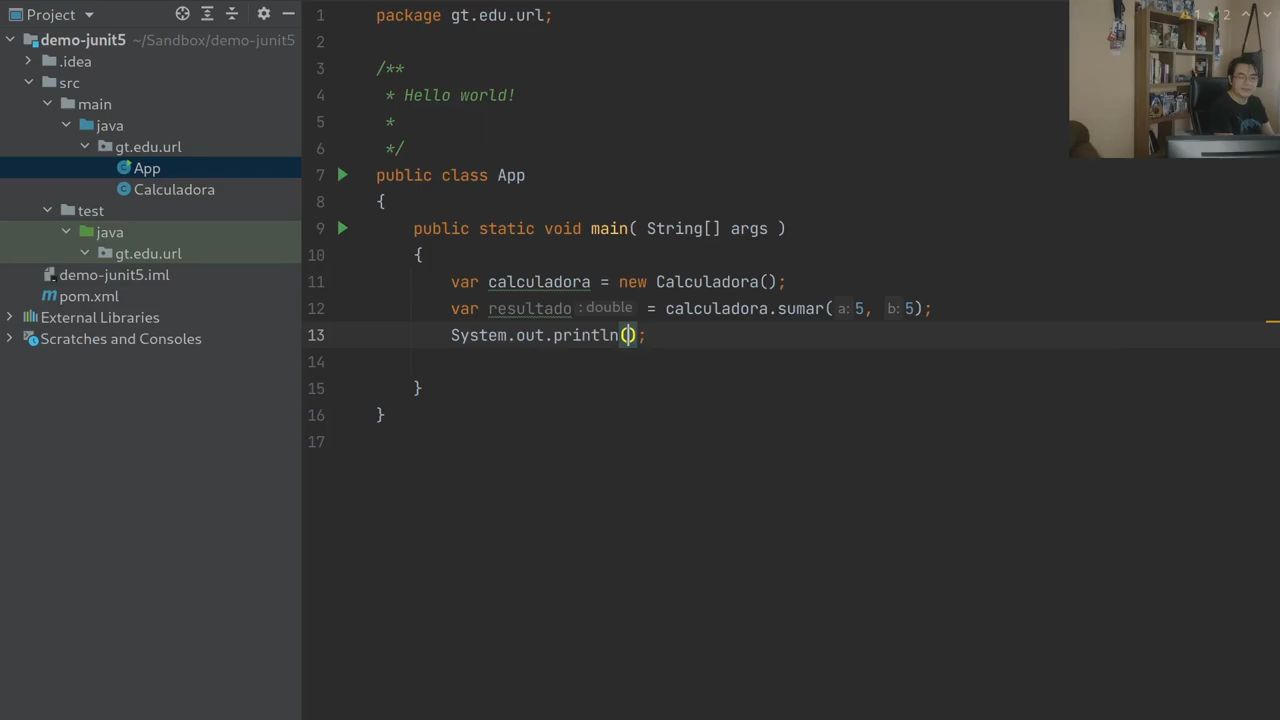 Project
demo-junit5 ~/Sandbox/demo-junit5
.idea
src
main
java
gt.edu.url
App
Calculadora
test
java
gt.edu.url
demo-junit5.iml
pom.xml
External Libraries
Scratches and Consoles
1 package gt.edu.url;
2
3 /**
4 * Hello world!
5 *
6 */
7 public class App
8 {
9 public static void main( String[] args )
10 {
11 var calculadora = new Calculadora();
12 var resultado : double = calculadora.sumar( a: 5, b: 5);
13 System.out.println();
14
15 }
16 }
17
1 2